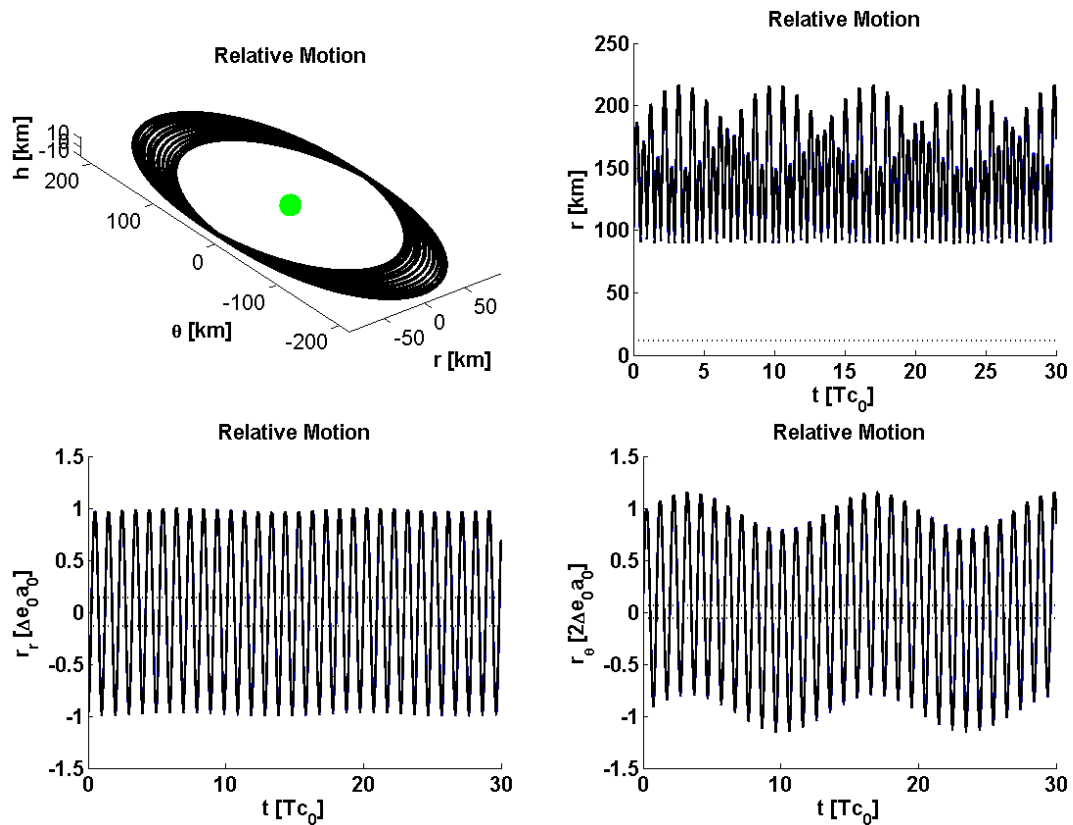 Relative Motion
h [km]
10
0
-10
200
100
0
-100
-200
θ [km]
-50
0
50
r [km]
Relative Motion
250
200
150
100
50
0
r [km]
0 5 10 15 20 25 30
t [Tc0]
Relative Motion
1.5
1
0.5
0
-0.5
-1
-1.5
rr [Δe0a0]
0 10 20 30
t [Tc0]
Relative Motion
1.5
1
0.5
0
-0.5
-1
-1.5
rθ [2Δe0a0]
0 10 20 30
t [Tc0]